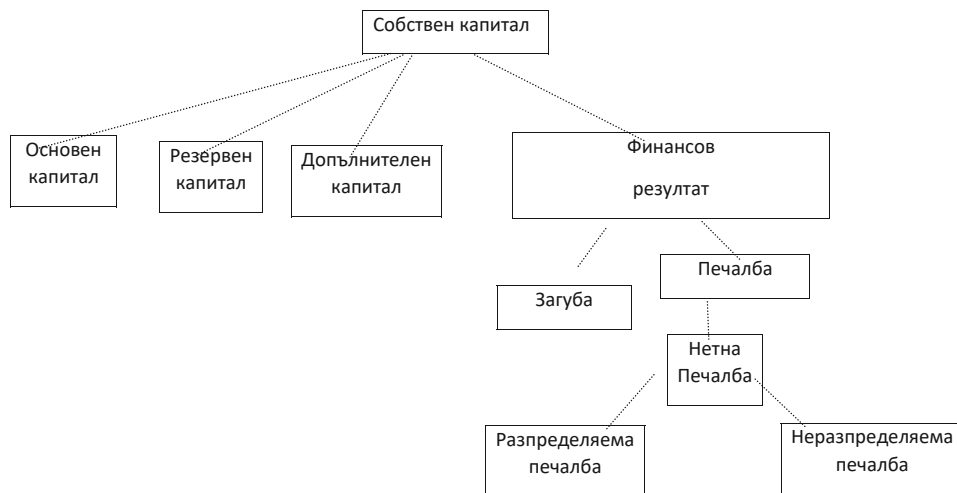 Собствен капитал
Основен
капитал
Резервен
капитал
Допълнителен
капитал
Финансов
резултат
Загуба
Печалба
Нетна
Печалба
Разпределяема
печалба
Неразпределяема
печалба